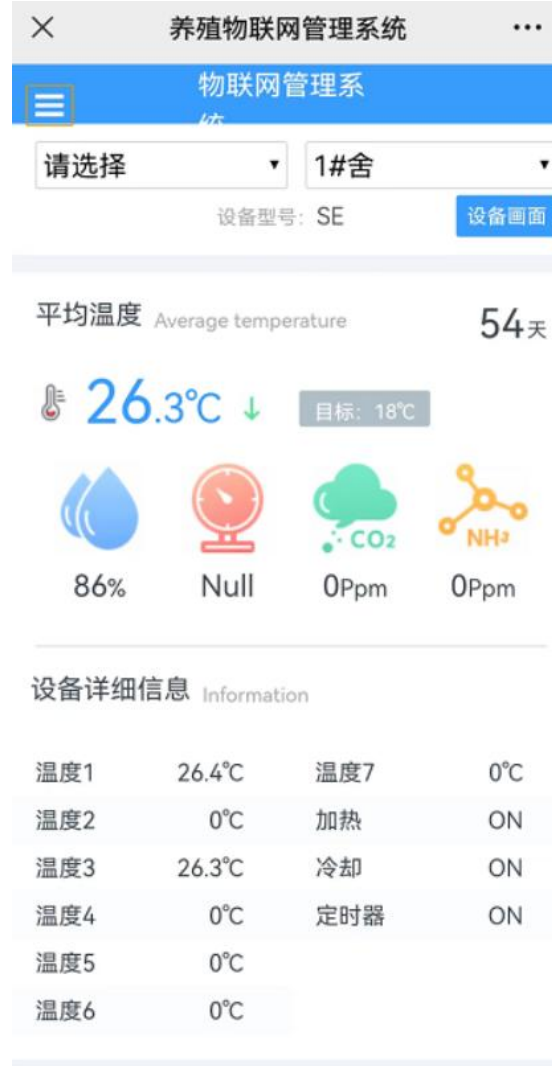 养殖物联网管理系统
物联网管理系
统
请选择 1#舍
设备型号: SE 设备画面
平均温度 Average temperature 54天
26.3℃ ↓ 目标: 18℃
CO2 NH3
86% Null 0Ppm 0Ppm
设备详细信息 Information
温度1 26.4℃ 温度7 0℃
温度2 0℃ 加热 ON
温度3 26.3℃ 冷却 ON
温度4 0℃ 定时器 ON
温度5 0℃
温度6 0℃